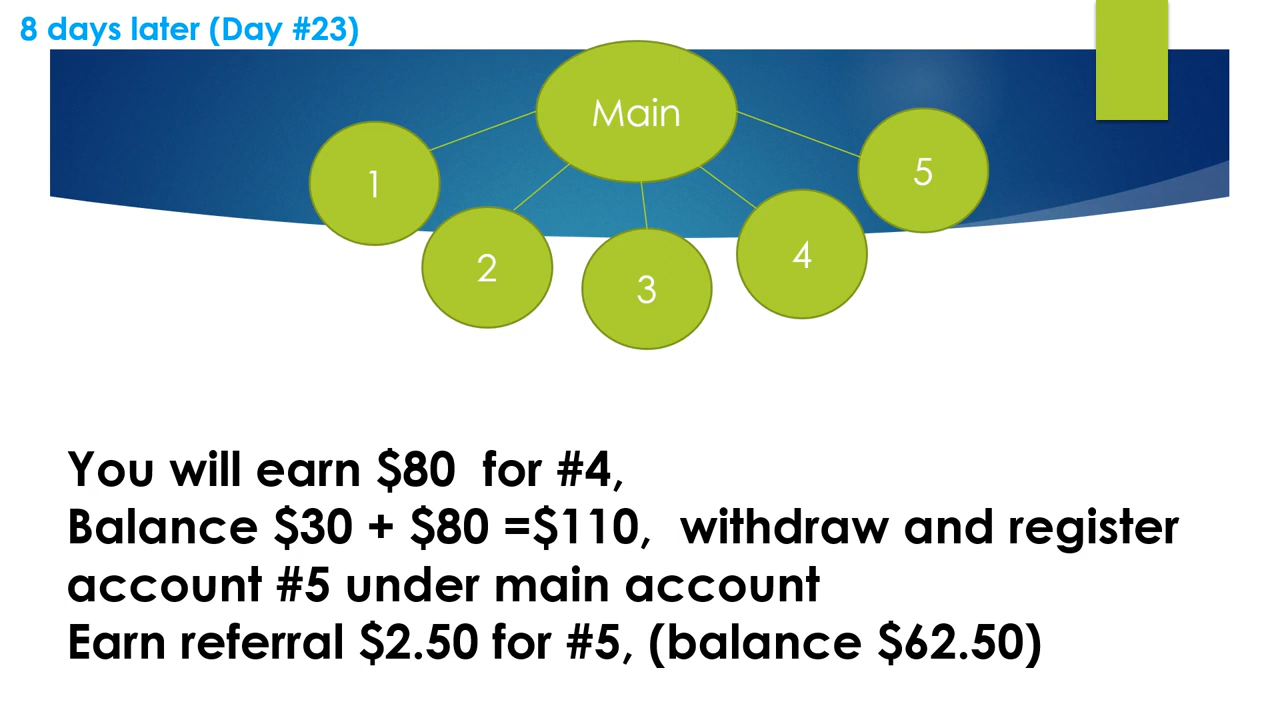 8 days later (Day #23)
Main
1
2
3
4
5
You will earn $80  for #4,
Balance $30 + $80 =$110,  withdraw and register
account #5 under main account
Earn referral $2.50 for #5, (balance $62.50)